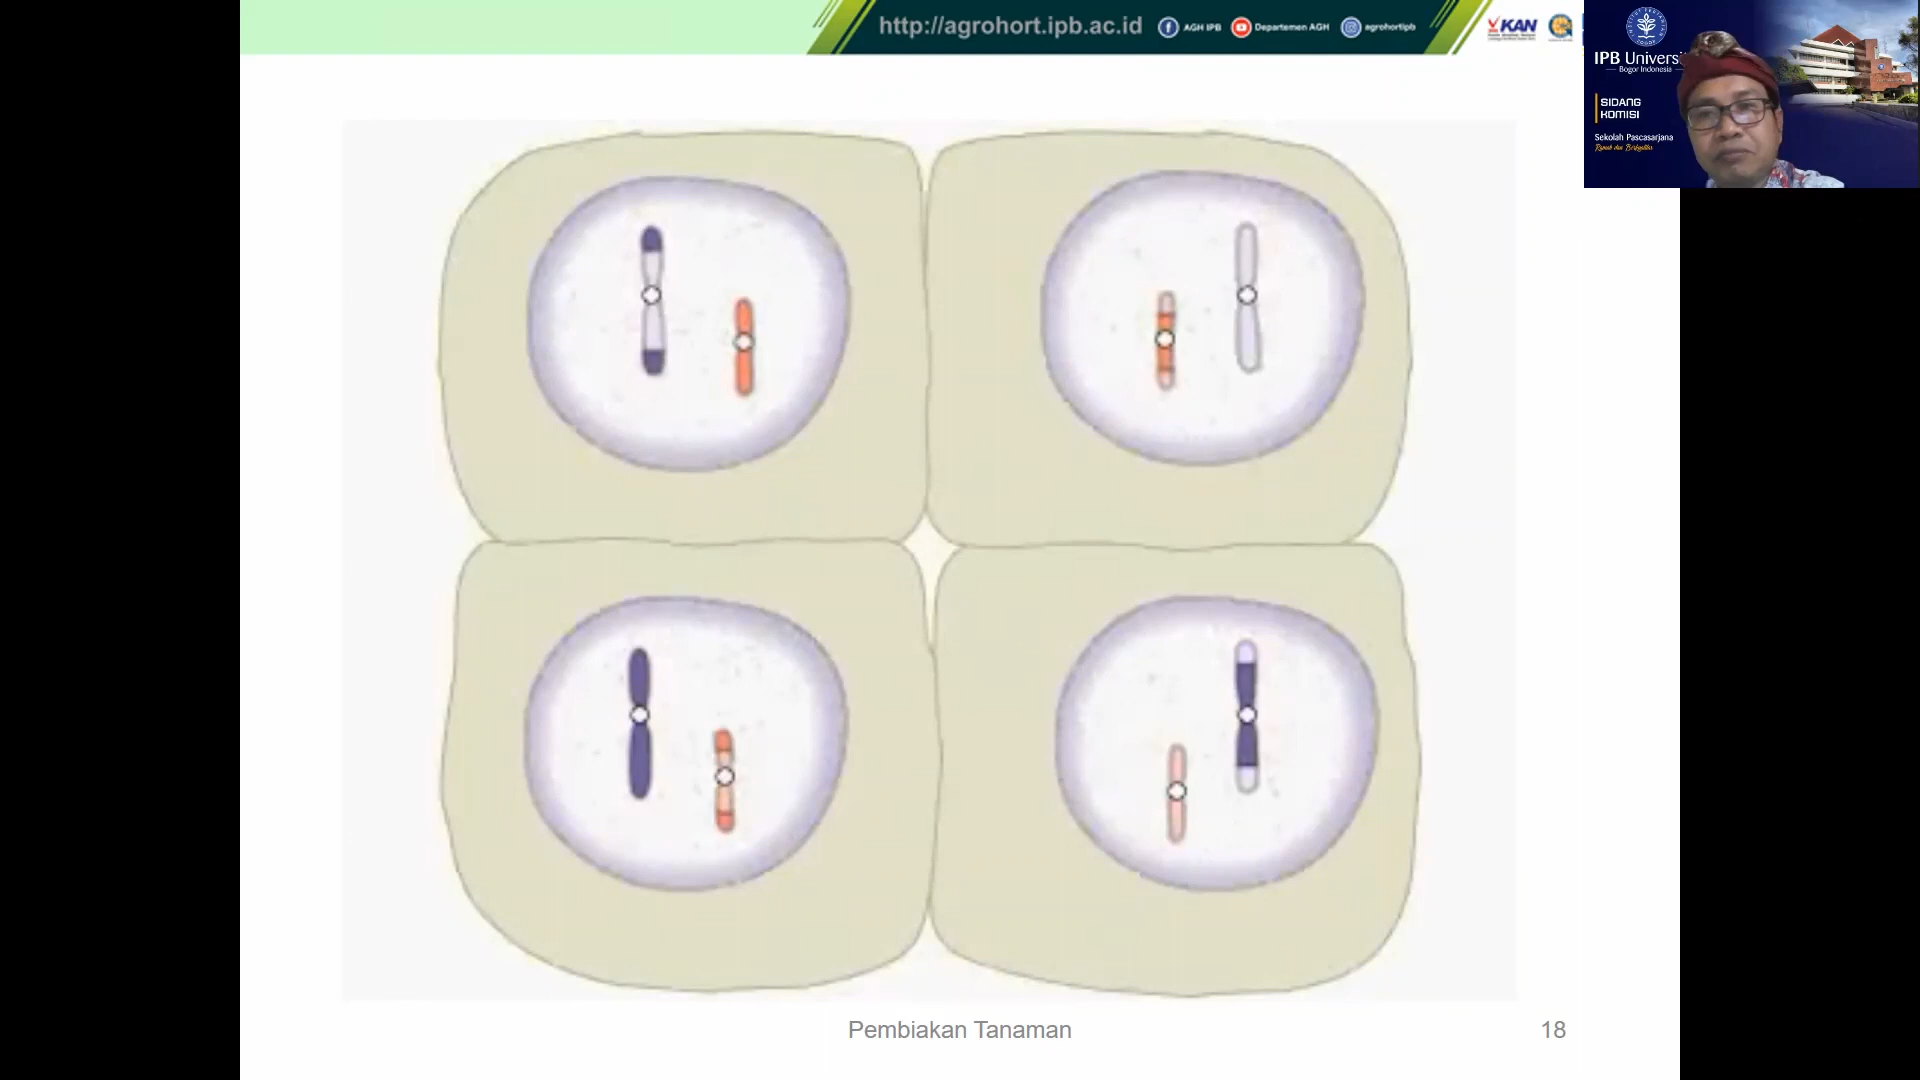 http://agrohort.ipb.ac.id
AGH IPB
Departemen AGH
agrohortipb
KAN
IPB Universi
Bogor Indonesia
SIDANG
KOMISI
Sekolah Pascasarjana
Pembiakan Tanaman
18